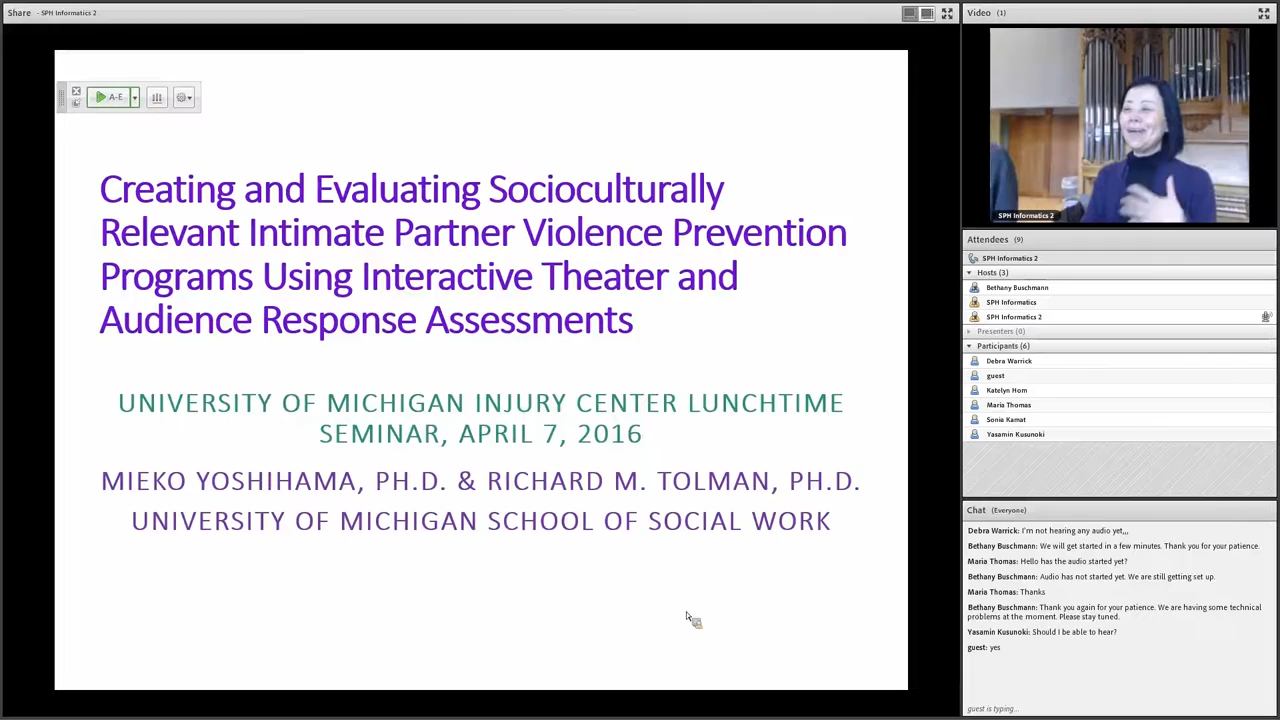 Share - SPH Informatics 2
A-E
Creating and Evaluating Socioculturally
Relevant Intimate Partner Violence Prevention
Programs Using Interactive Theater and
Audience Response Assessments
UNIVERSITY OF MICHIGAN INJURY CENTER LUNCHTIME
SEMINAR, APRIL 7, 2016
MIEKO YOSHIHAMA, PH.D. & RICHARD M. TOLMAN, PH.D.
UNIVERSITY OF MICHIGAN SCHOOL OF SOCIAL WORK
Video (1)
SPH Informatics 2
Attendees (9)
SPH Informatics 2
Hosts (3)
Bethany Buschmann
SPH Informatics
SPH Informatics 2
Presenters (0)
Participants (6)
Debra Warrick
guest
Katelyn Hom
Maria Thomas
Sonia Kamat
Yasamin Kusunoki
Chat (Everyone)
Debra Warrick: I'm not hearing any audio yet,,,
Bethany Buschmann: We will get started in a few minutes. Thank you for your patience.
Maria Thomas: Hello has the audio started yet?
Bethany Buschmann: Audio has not started yet. We are still getting set up.
Maria Thomas: Thanks
Bethany Buschmann: Thank you again for your patience. We are having some technical
problems at the moment. Please stay tuned.
Yasamin Kusunoki: Should I be able to hear?
guest: yes
guest is typing...